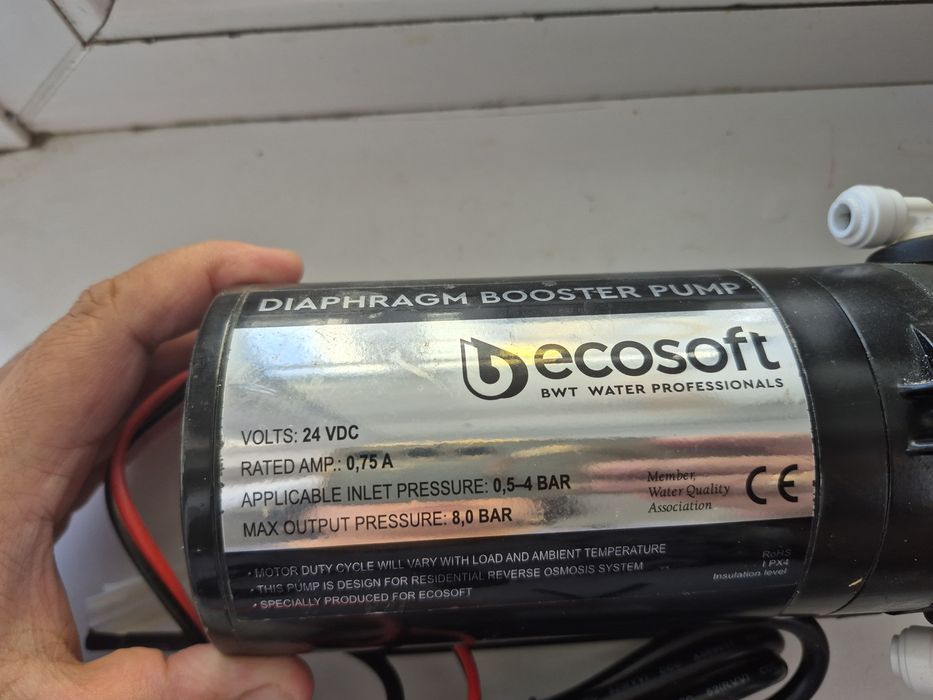 DIAPHRAGM BOOSTER PUMP
ecosoft
BWT WATER PROFESSIONALS
VOLTS: 24 VDC
RATED AMP.: 0,75 A
APPLICABLE INLET PRESSURE: 0,5–4 BAR
MAX OUTPUT PRESSURE: 8,0 BAR
Member,
Water Quality
Association
CE
• MOTOR DUTY CYCLE WILL VARY WITH LOAD AND AMBIENT TEMPERATURE
• THIS PUMP IS DESIGN FOR RESIDENTIAL REVERSE OSMOSIS SYSTEM
• SPECIALLY PRODUCED FOR ECOSOFT
RoHS
I PX4
Insulation level